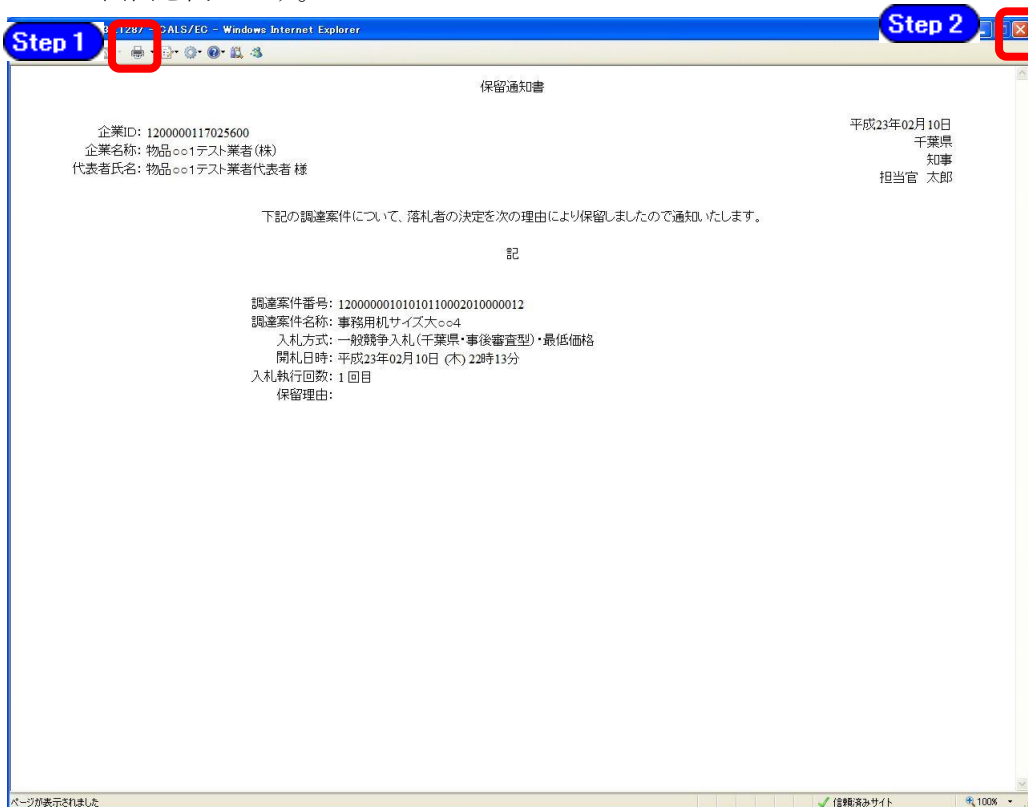 Step 1
Step 2
CALS/EC - Windows Internet Explorer
保留通知書
平成23年02月10日
千葉県
知事
担当官 太郎
企業ID: 1200000117025600
企業名称: 物品○○1テスト業者(株)
代表者氏名: 物品○○1テスト業者代表者 様
下記の調達案件について、落札者の決定を次の理由により保留しましたので通知いたします。
記
調達案件番号: 12000000101010110002010000012
調達案件名称: 事務用机サイズ大○○4
入札方式: 一般競争入札(千葉県・事後審査型)・最低価格
開札日時: 平成23年02月10日 (木) 22時13分
入札執行回数: 1 回目
保留理由:
ページが表示されました
信頼済みサイト
100%